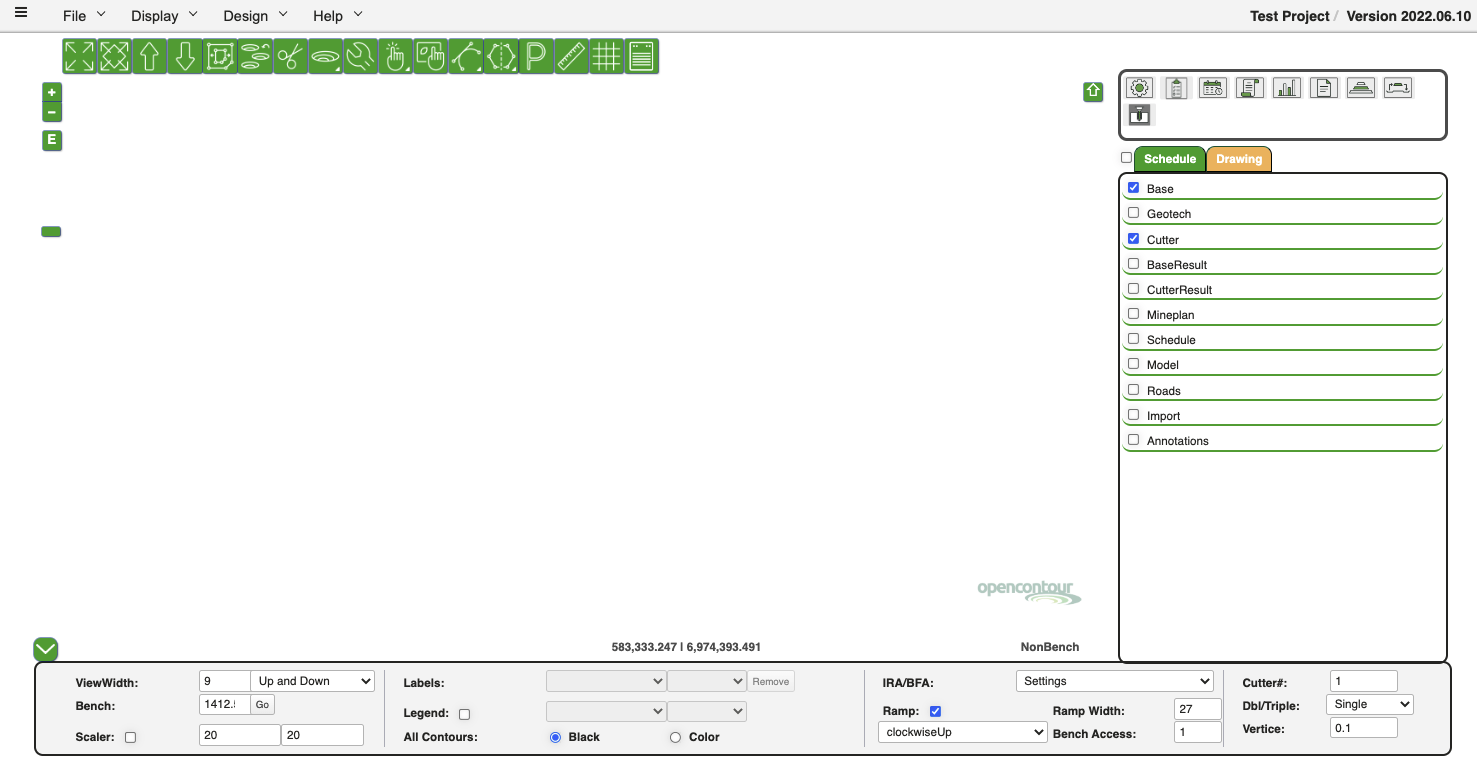 File Display Design Help Test Project / Version 2022.06.10
P
+
−
E
Schedule Drawing
Base
Geotech
Cutter
BaseResult
CutterResult
Mineplan
Schedule
Model
Roads
Import
Annotations
opencontour
583,333.247 | 6,974,393.491 NonBench
ViewWidth: 9 Up and Down
Bench: 1412. Go
Scaler: 20 20
Labels: Remove
Legend:
All Contours: Black Color
IRA/BFA: Settings
Ramp: Ramp Width: 27
clockwiseUp Bench Access: 1
Cutter#: 1
Dbl/Triple: Single
Vertice: 0.1